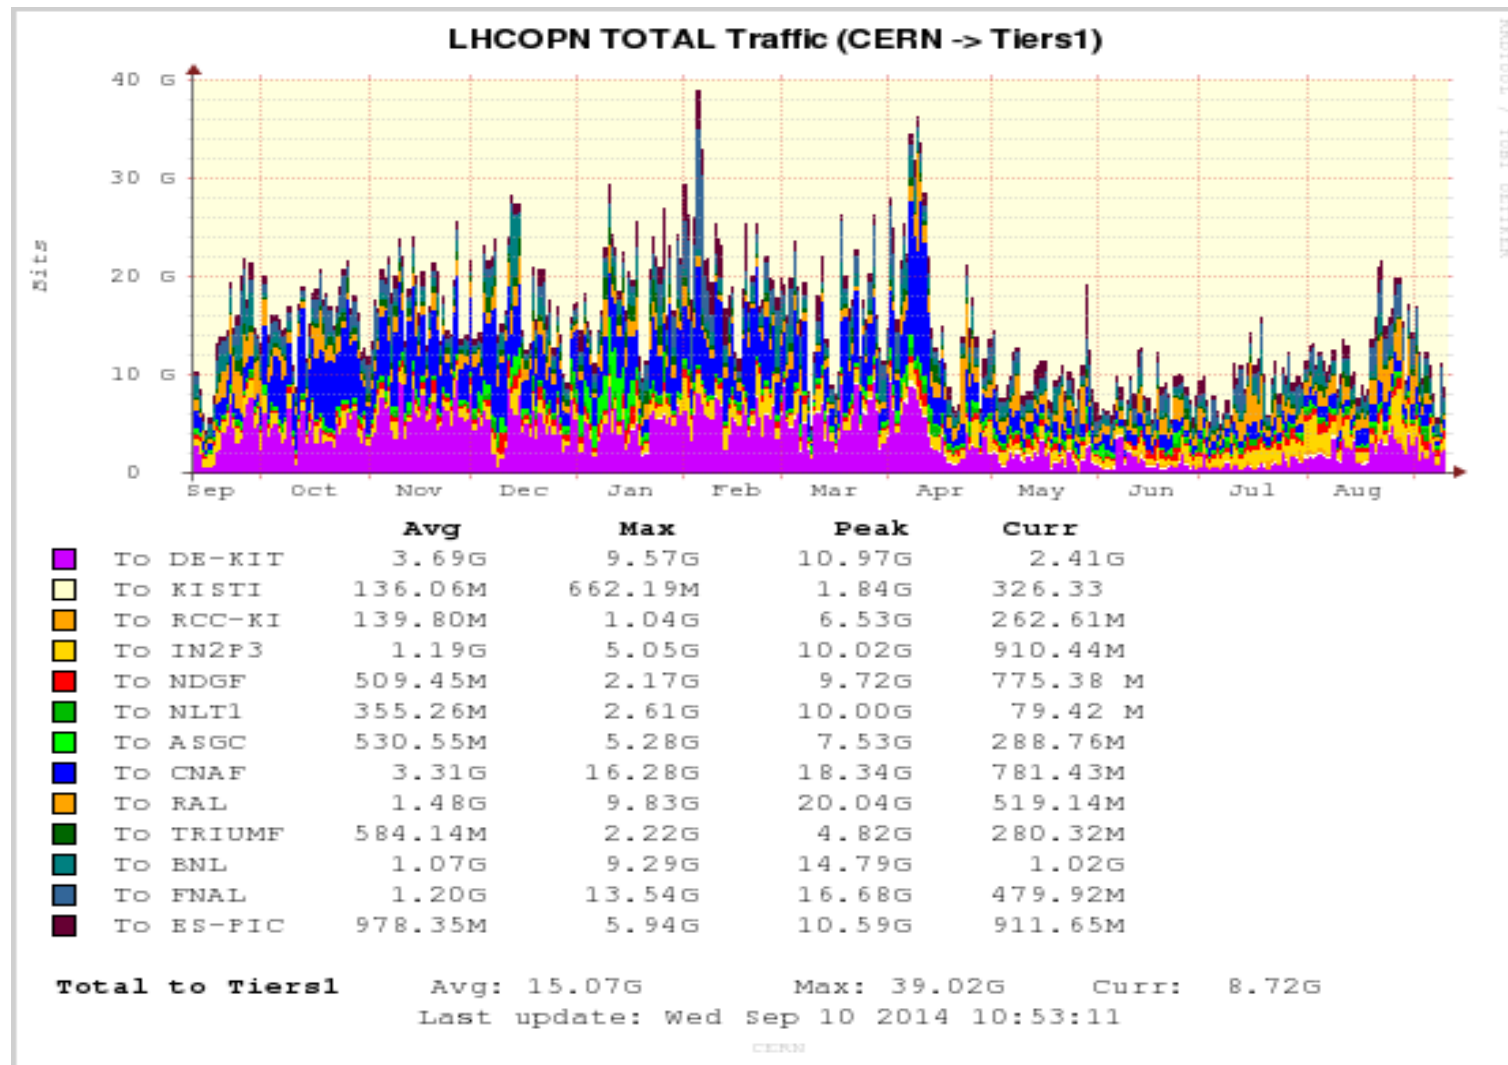 LHCOPN TOTAL Traffic (CERN -> Tiers1)
RRDTOOL / TOBI OETIKER
40 G
30 G
20 G
10 G
0
Bits
Sep Oct Nov Dec Jan Feb Mar Apr May Jun Jul Aug
Avg Max Peak Curr
To DE-KIT 3.69G 9.57G 10.97G 2.41G
To KISTI 136.06M 662.19M 1.84G 326.33
To RCC-KI 139.80M 1.04G 6.53G 262.61M
To IN2P3 1.19G 5.05G 10.02G 910.44M
To NDGF 509.45M 2.17G 9.72G 775.38 M
To NLT1 355.26M 2.61G 10.00G 79.42 M
To ASGC 530.55M 5.28G 7.53G 288.76M
To CNAF 3.31G 16.28G 18.34G 781.43M
To RAL 1.48G 9.83G 20.04G 519.14M
To TRIUMF 584.14M 2.22G 4.82G 280.32M
To BNL 1.07G 9.29G 14.79G 1.02G
To FNAL 1.20G 13.54G 16.68G 479.92M
To ES-PIC 978.35M 5.94G 10.59G 911.65M
Total to Tiers1 Avg: 15.07G Max: 39.02G Curr: 8.72G
Last update: Wed Sep 10 2014 10:53:11
CERN